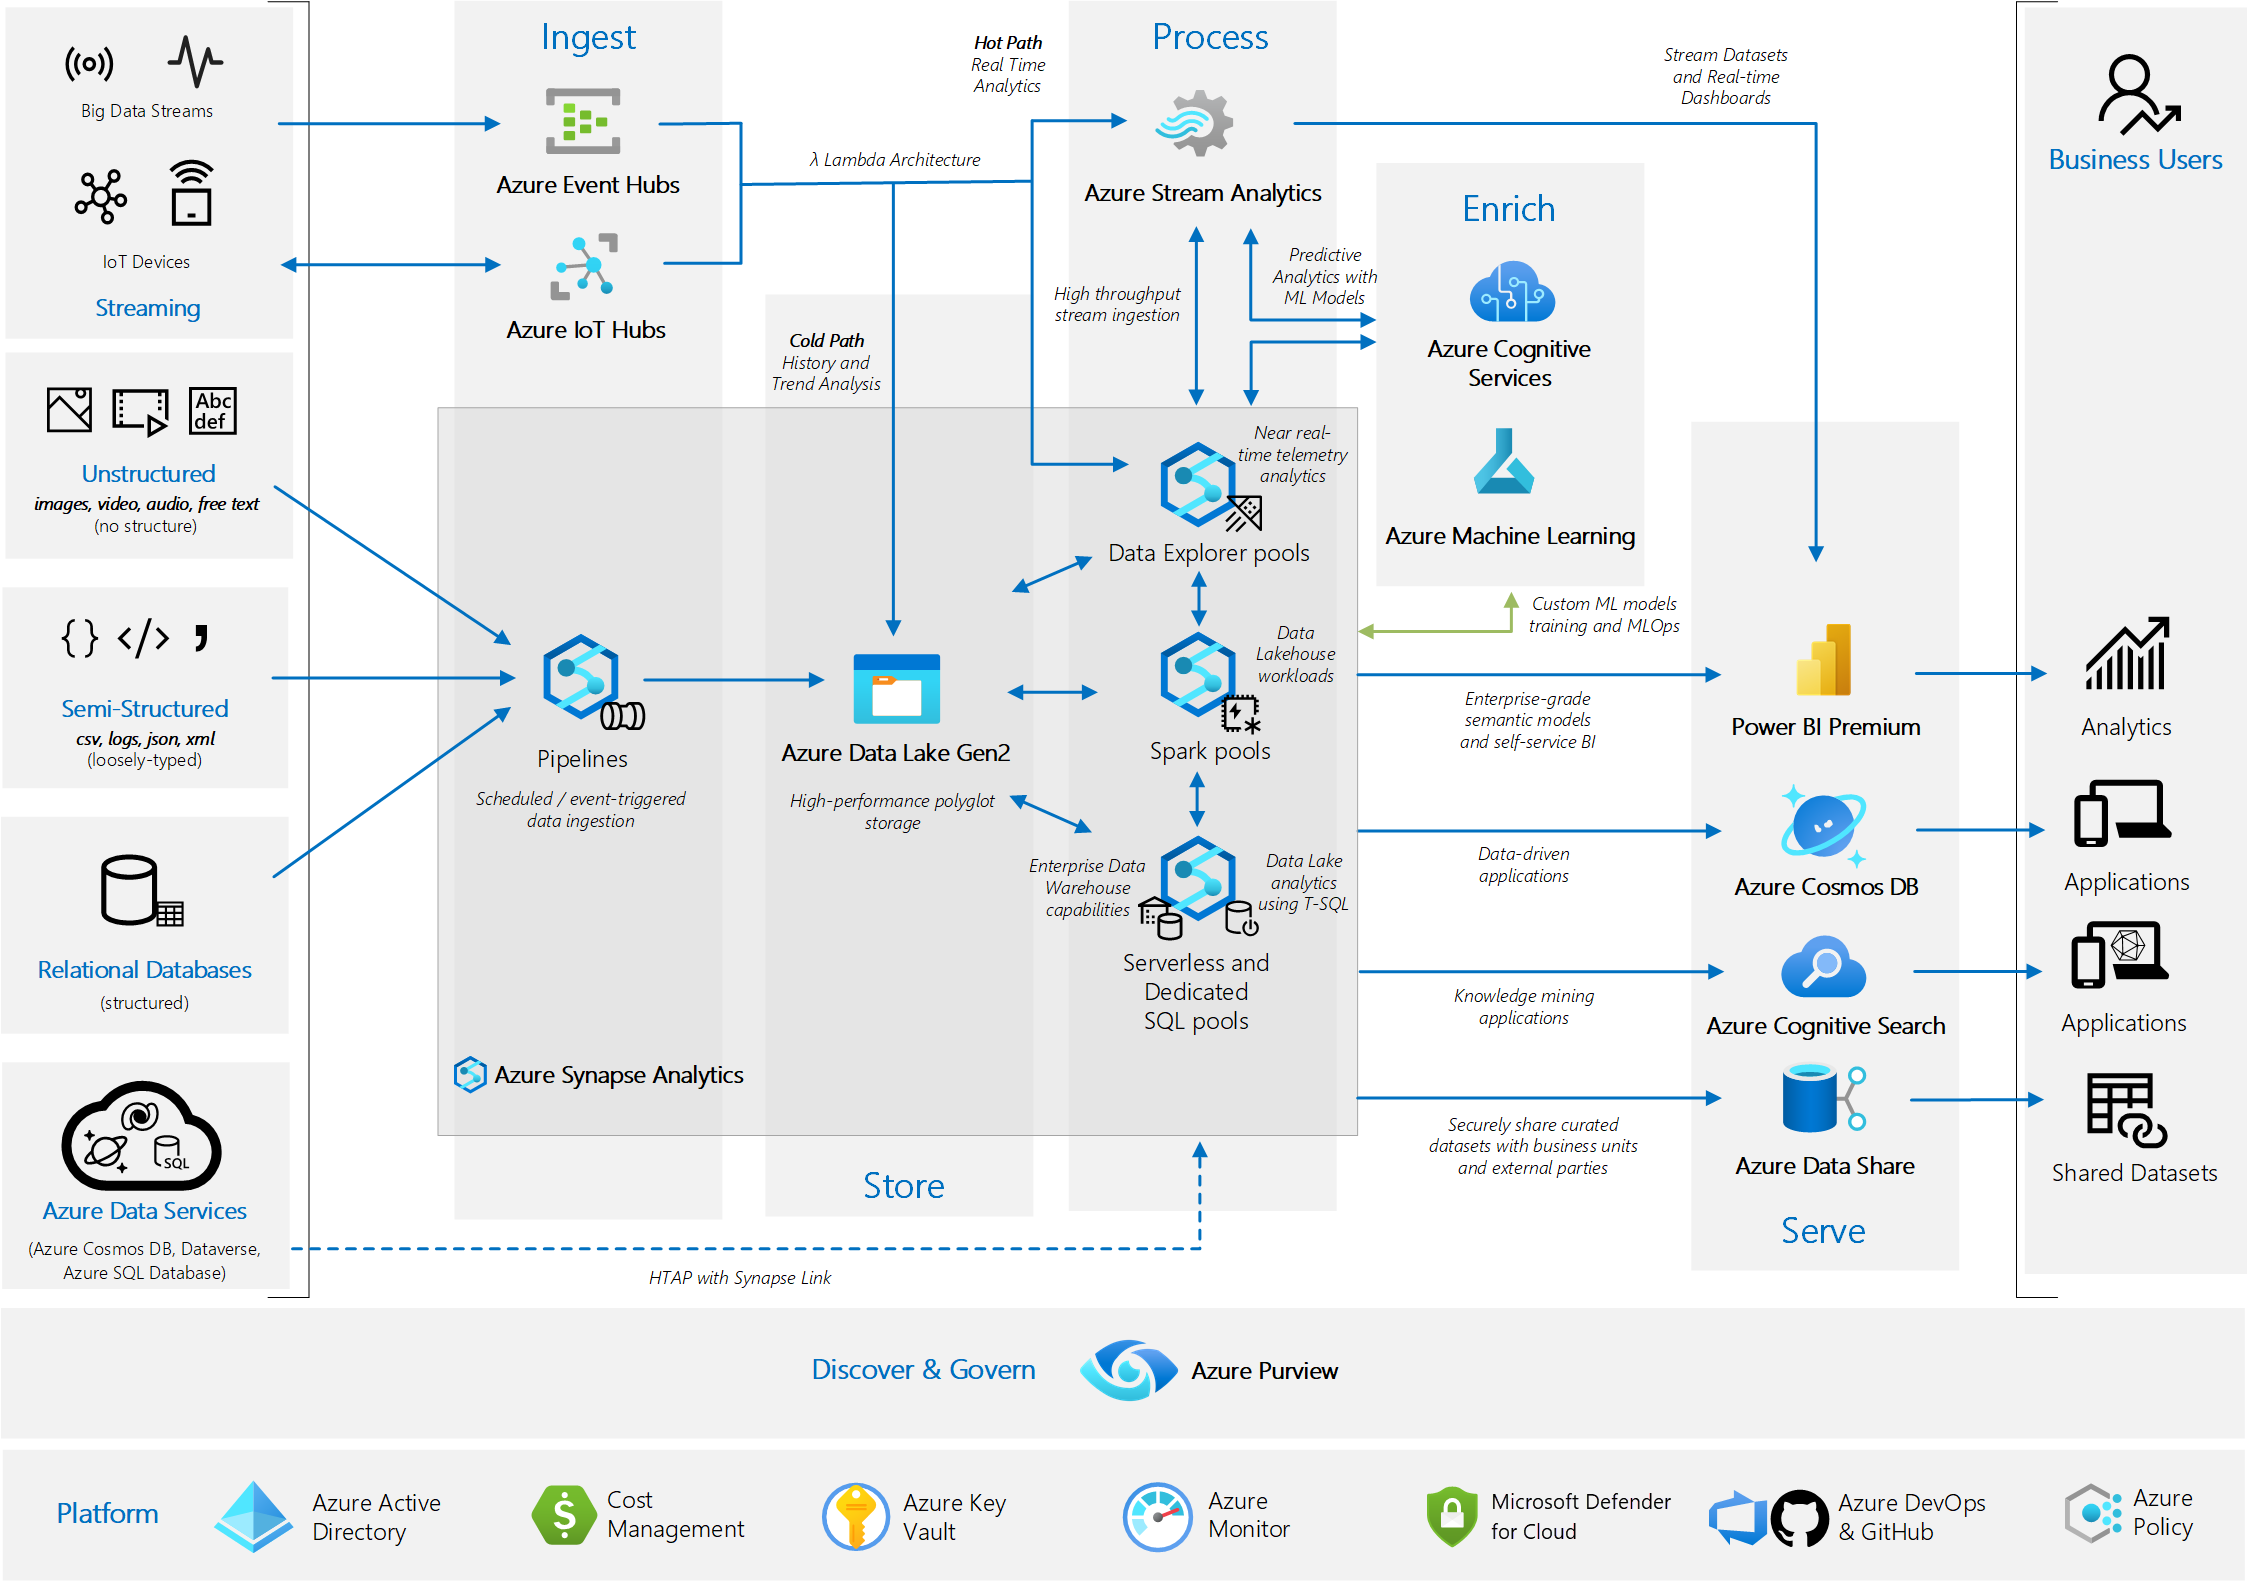 Big Data Streams
IoT Devices
Streaming
Abc
def
Unstructured
images, video, audio, free text
(no structure)
{ } </> ,
Semi-Structured
csv, logs, json, xml
(loosely-typed)
Relational Databases
(structured)
SQL
Azure Data Services
(Azure Cosmos DB, Dataverse,
Azure SQL Database)
Ingest
Azure Event Hubs
Azure IoT Hubs
λ Lambda Architecture
Hot Path
Real Time
Analytics
Cold Path
History and
Trend Analysis
Process
Azure Stream Analytics
High throughput
stream ingestion
Predictive
Analytics with
ML Models
Enrich
Azure Cognitive
Services
Azure Machine Learning
Stream Datasets
and Real-time
Dashboards
Near real-
time telemetry
analytics
Data Explorer pools
Custom ML models
training and MLOps
Pipelines
Scheduled / event-triggered
data ingestion
Azure Data Lake Gen2
High-performance polyglot
storage
Data
Lakehouse
workloads
Spark pools
Enterprise Data
Warehouse
capabilities
Data Lake
analytics
using T-SQL
Serverless and
Dedicated
SQL pools
Azure Synapse Analytics
Store
HTAP with Synapse Link
Enterprise-grade
semantic models
and self-service BI
Data-driven
applications
Knowledge mining
applications
Securely share curated
datasets with business units
and external parties
Power BI Premium
Azure Cosmos DB
Azure Cognitive Search
Azure Data Share
Serve
Business Users
Analytics
Applications
Applications
Shared Datasets
Discover & Govern
Azure Purview
Platform
Azure Active
Directory
$
Cost
Management
Azure Key
Vault
Azure
Monitor
Microsoft Defender
for Cloud
Azure DevOps
& GitHub
Azure
Policy